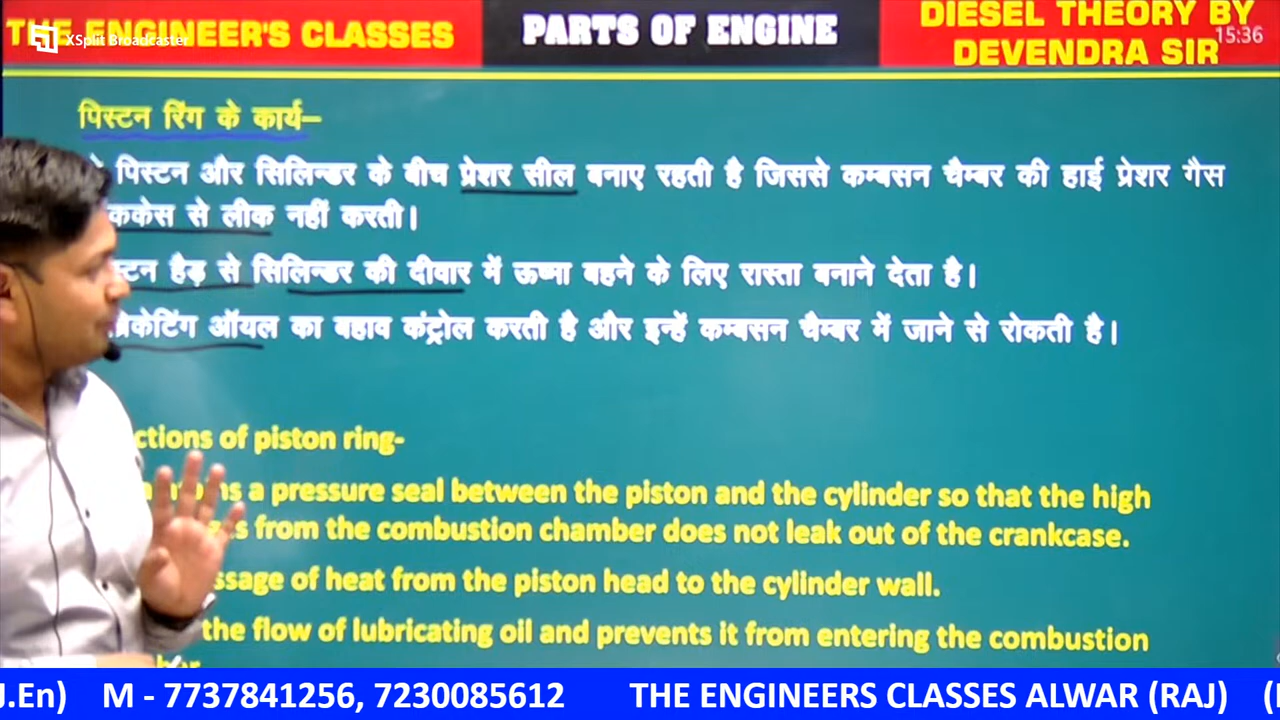 THE ENGINEER'S CLASSES
XSplit Broadcaster
PARTS OF ENGINE
DIESEL THEORY BY
DEVENDRA SIR
15:36
पिस्टन रिंग के कार्य–
पिस्टन और सिलिन्डर के बीच प्रेशर सील बनाए रहती है जिससे कम्बसन चैम्बर की हाई प्रेशर गैस
ककेस से लीक नहीं करती।
स्टन हैड़ से सिलिन्डर की दीवार में ऊष्मा बहने के लिए रास्ता बनाने देता है।
ब्रिकेटिंग ऑयल का बहाव कंट्रोल करती है और इन्हें कम्बसन चैम्बर में जाने से रोकती है।
ctions of piston ring-
ns a pressure seal between the piston and the cylinder so that the high
s from the combustion chamber does not leak out of the crankcase.
ssage of heat from the piston head to the cylinder wall.
the flow of lubricating oil and prevents it from entering the combustion
J.En) M - 7737841256, 7230085612 THE ENGINEERS CLASSES ALWAR (RAJ)